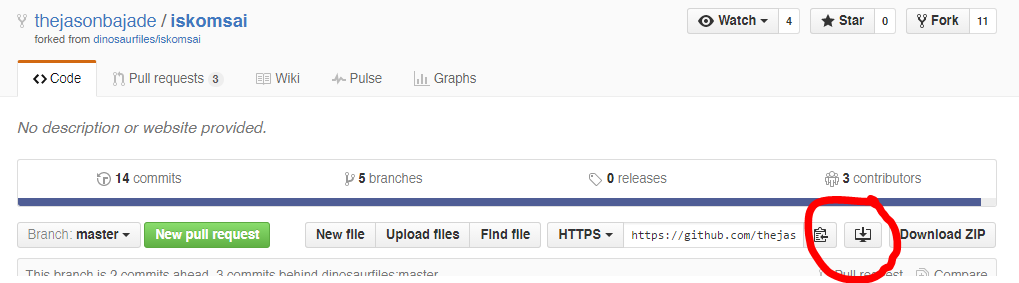 thejasonbajade / iskomsai
Watch 4 Star 0 Fork 11
forked from dinosaurfiles/iskomsai
Code Pull requests 3 Wiki Pulse Graphs
No description or website provided.
14 commits 5 branches 0 releases 3 contributors
Branch: master New pull request New file Upload files Find file HTTPS https://github.com/thejas Download ZIP
This branch is 2 commits ahead, 3 commits behind dinosaurfiles:master Pull request Compare